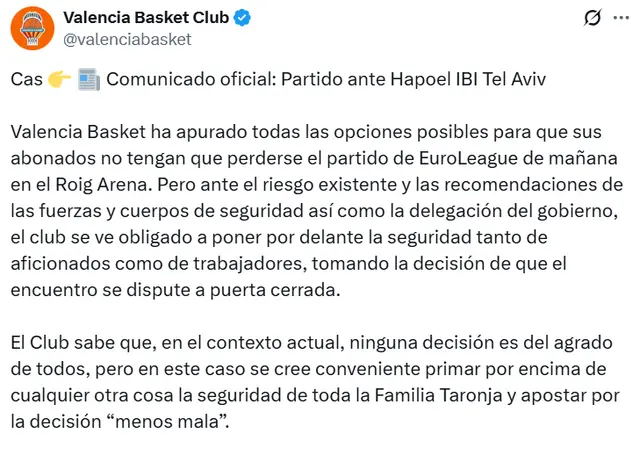 Valencia Basket Club
@valenciabasket
Cas 👉 📰 Comunicado oficial: Partido ante Hapoel IBI Tel Aviv
Valencia Basket ha apurado todas las opciones posibles para que sus
abonados no tengan que perderse el partido de EuroLeague de mañana
en el Roig Arena. Pero ante el riesgo existente y las recomendaciones de
las fuerzas y cuerpos de seguridad así como la delegación del gobierno,
el club se ve obligado a poner por delante la seguridad tanto de
aficionados como de trabajadores, tomando la decisión de que el
encuentro se dispute a puerta cerrada.
El Club sabe que, en el contexto actual, ninguna decisión es del agrado
de todos, pero en este caso se cree conveniente primar por encima de
cualquier otra cosa la seguridad de toda la Familia Taronja y apostar por
la decisión “menos mala”.